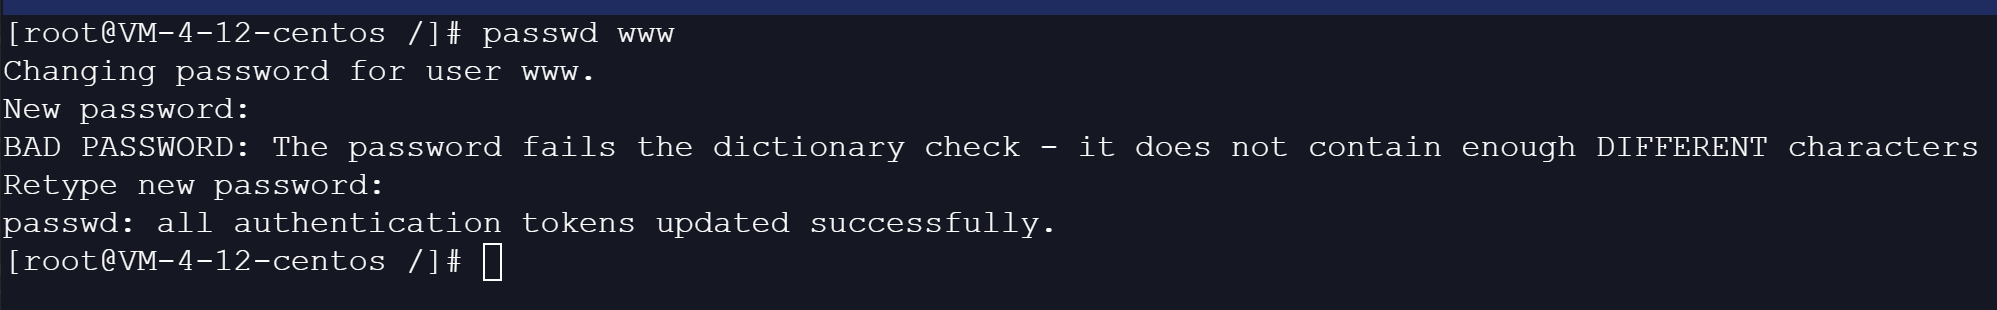 [root@VM-4-12-centos /]# passwd www
Changing password for user www.
New password:
BAD PASSWORD: The password fails the dictionary check - it does not contain enough DIFFERENT characters
Retype new password:
passwd: all authentication tokens updated successfully.
[root@VM-4-12-centos /]#